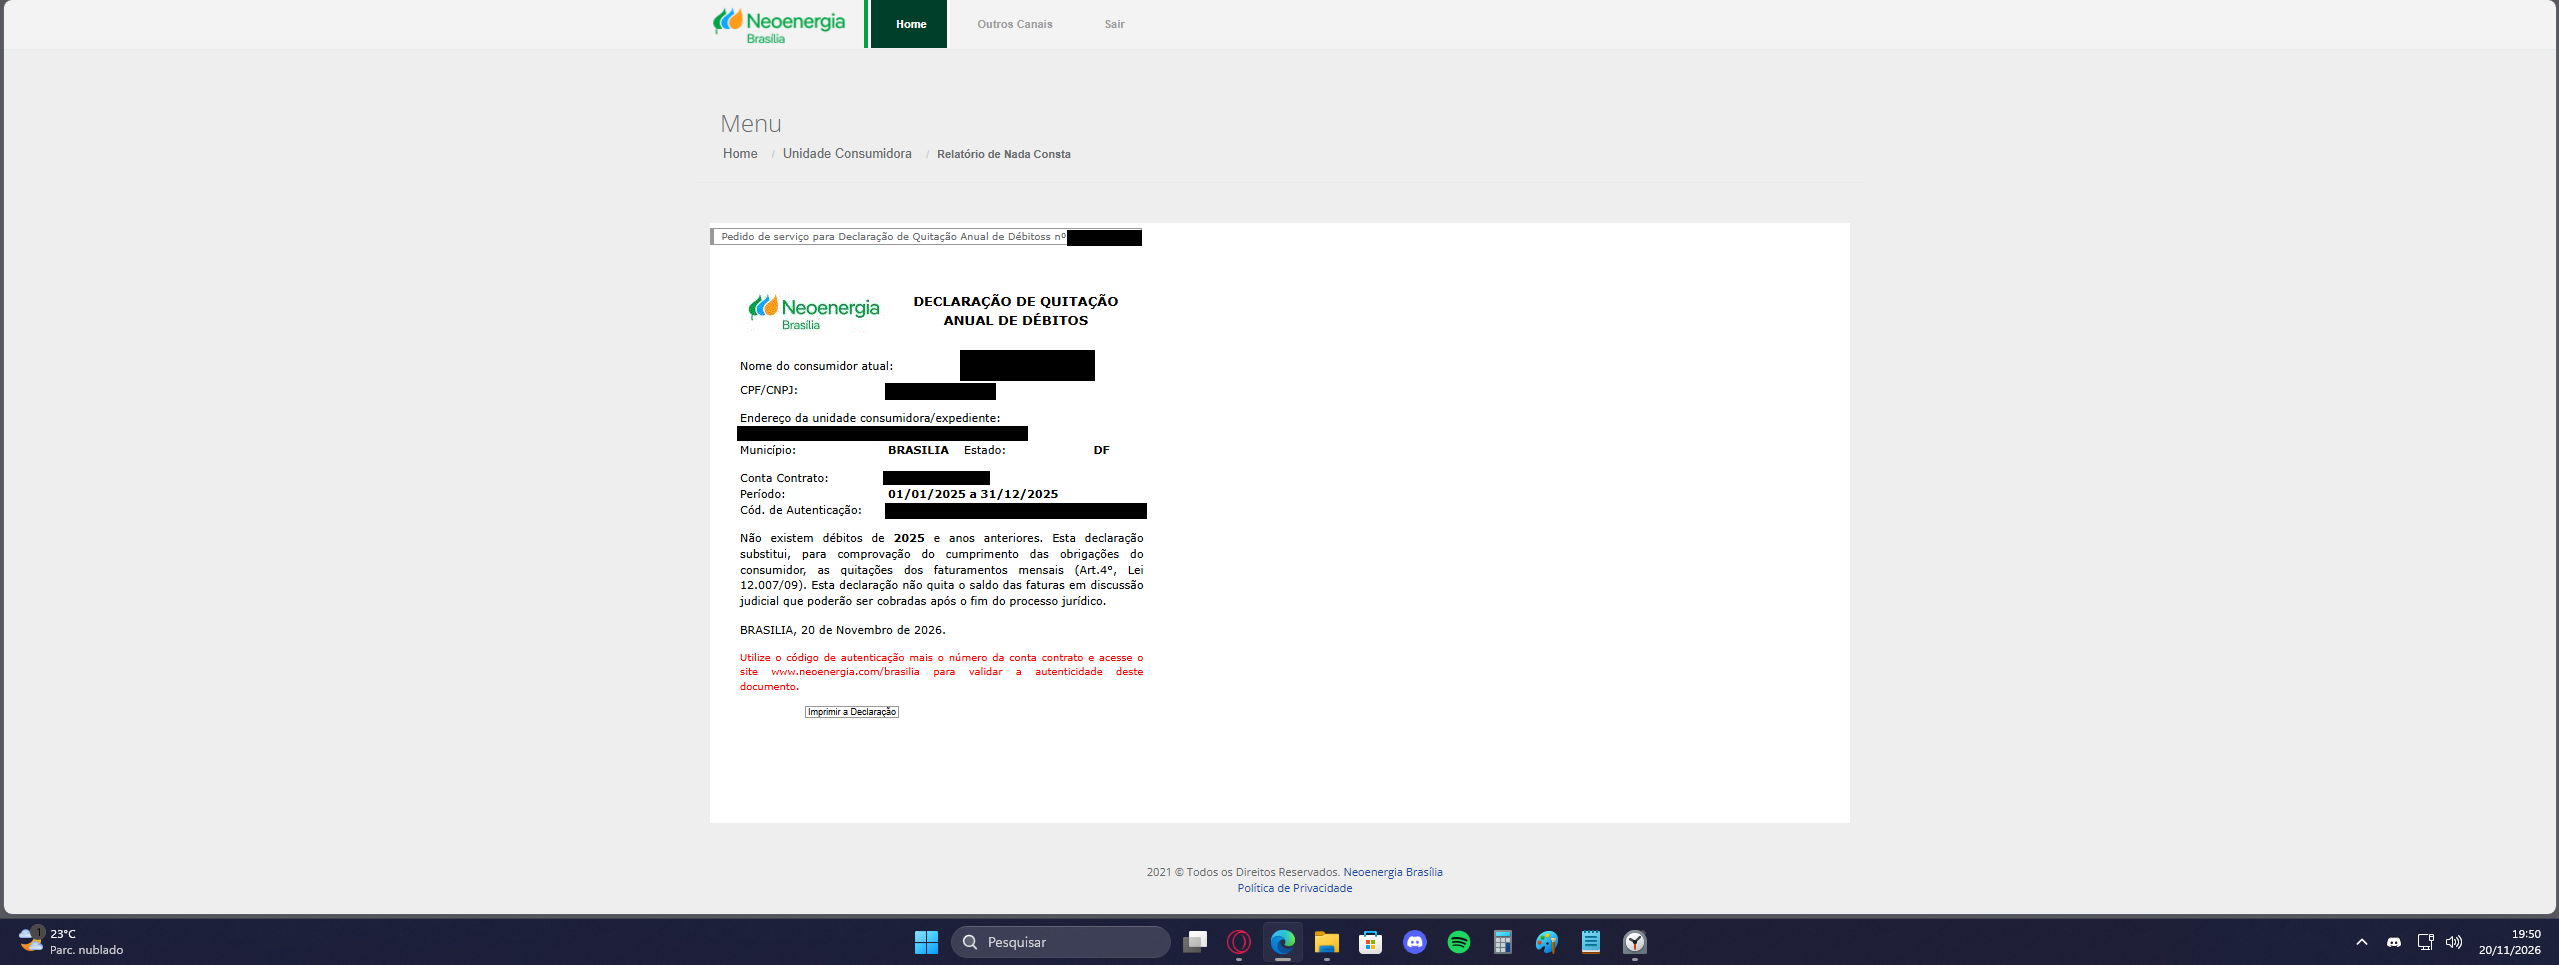 Neoenergia
Brasília
Home
Outros Canais
Sair
Menu
Home / Unidade Consumidora / Relatório de Nada Consta
Pedido de serviço para Declaração de Quitação Anual de Débitoss nº
Neoenergia
Brasília
DECLARAÇÃO DE QUITAÇÃO
ANUAL DE DÉBITOS
Nome do consumidor atual:
CPF/CNPJ:
Endereço da unidade consumidora/expediente:
Município: BRASILIA Estado: DF
Conta Contrato:
Período: 01/01/2025 a 31/12/2025
Cód. de Autenticação:
Não existem débitos de 2025 e anos anteriores. Esta declaração
substitui, para comprovação do cumprimento das obrigações do
consumidor, as quitações dos faturamentos mensais (Art.4°, Lei
12.007/09). Esta declaração não quita o saldo das faturas em discussão
judicial que poderão ser cobradas após o fim do processo jurídico.
BRASILIA, 20 de Novembro de 2026.
Utilize o código de autenticação mais o número da conta contrato e acesse o
site www.neoenergia.com/brasilia para validar a autenticidade deste
documento.
Imprimir a Declaração
2021 © Todos os Direitos Reservados. Neoenergia Brasília
Política de Privacidade
1
23°C
Parc. nublado
Pesquisar
19:50
20/11/2026